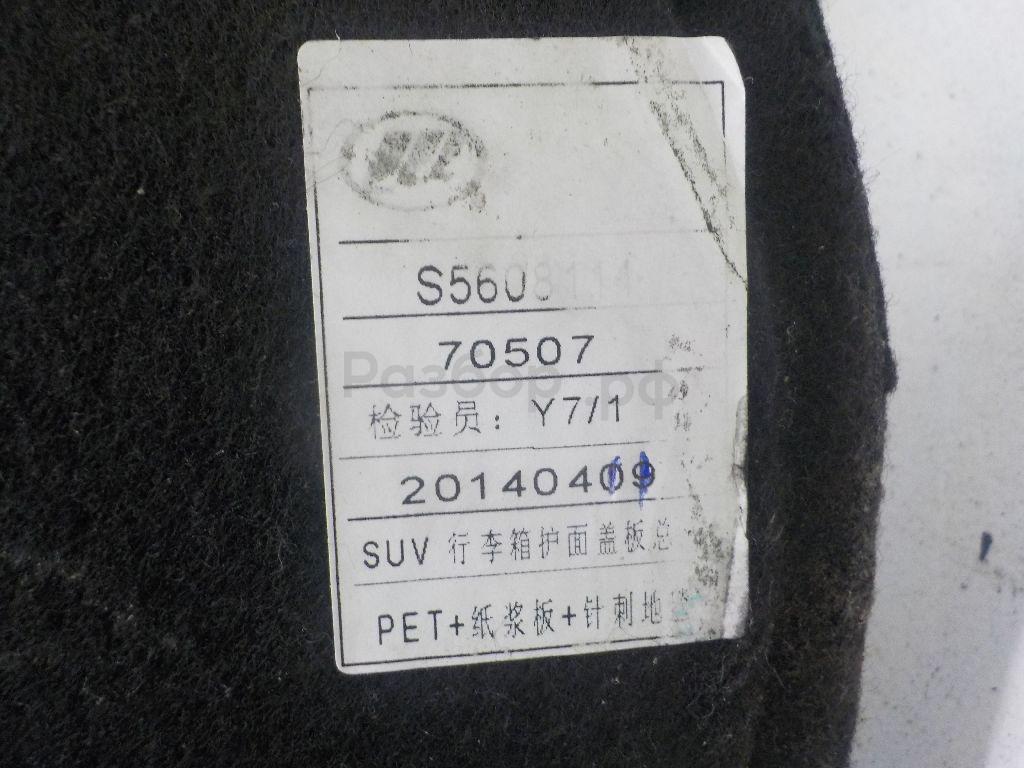 S5608114
70507
Разбор.рф
检验员: Y7/1
20140409
SUV 行李箱护面盖板总
PET+纸浆板+针刺地